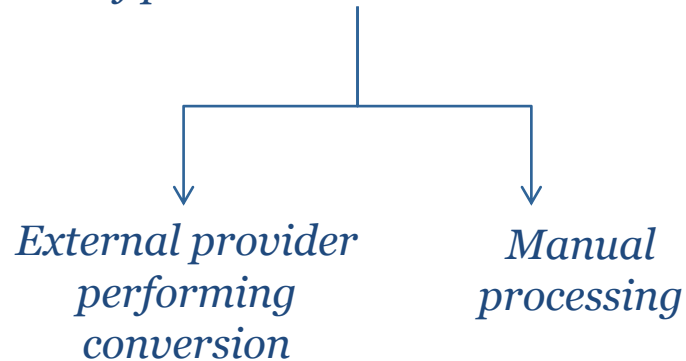 External provider
performing
conversion
Manual
processing